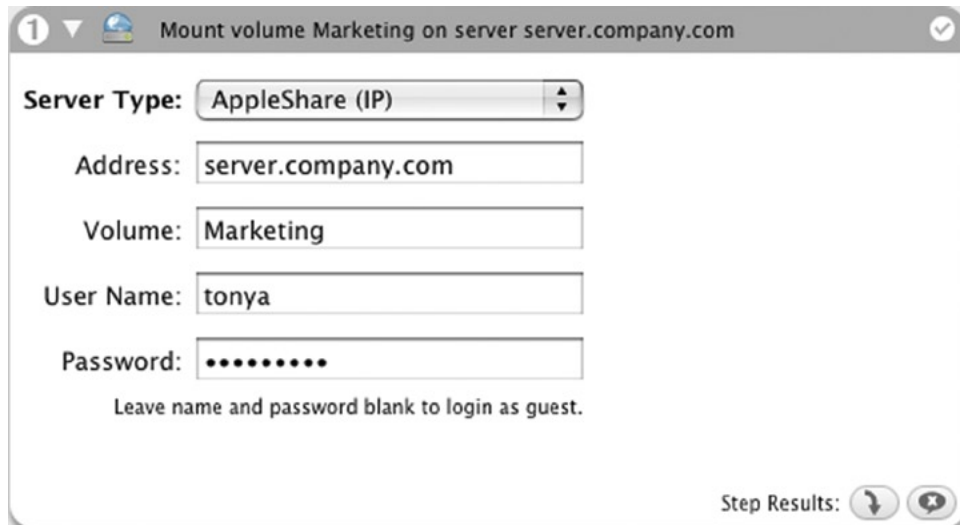 1 Mount volume Marketing on server server.company.com
Server Type: AppleShare (IP)
Address: server.company.com
Volume: Marketing
User Name: tonya
Password: •••••••••
Leave name and password blank to login as guest.
Step Results: